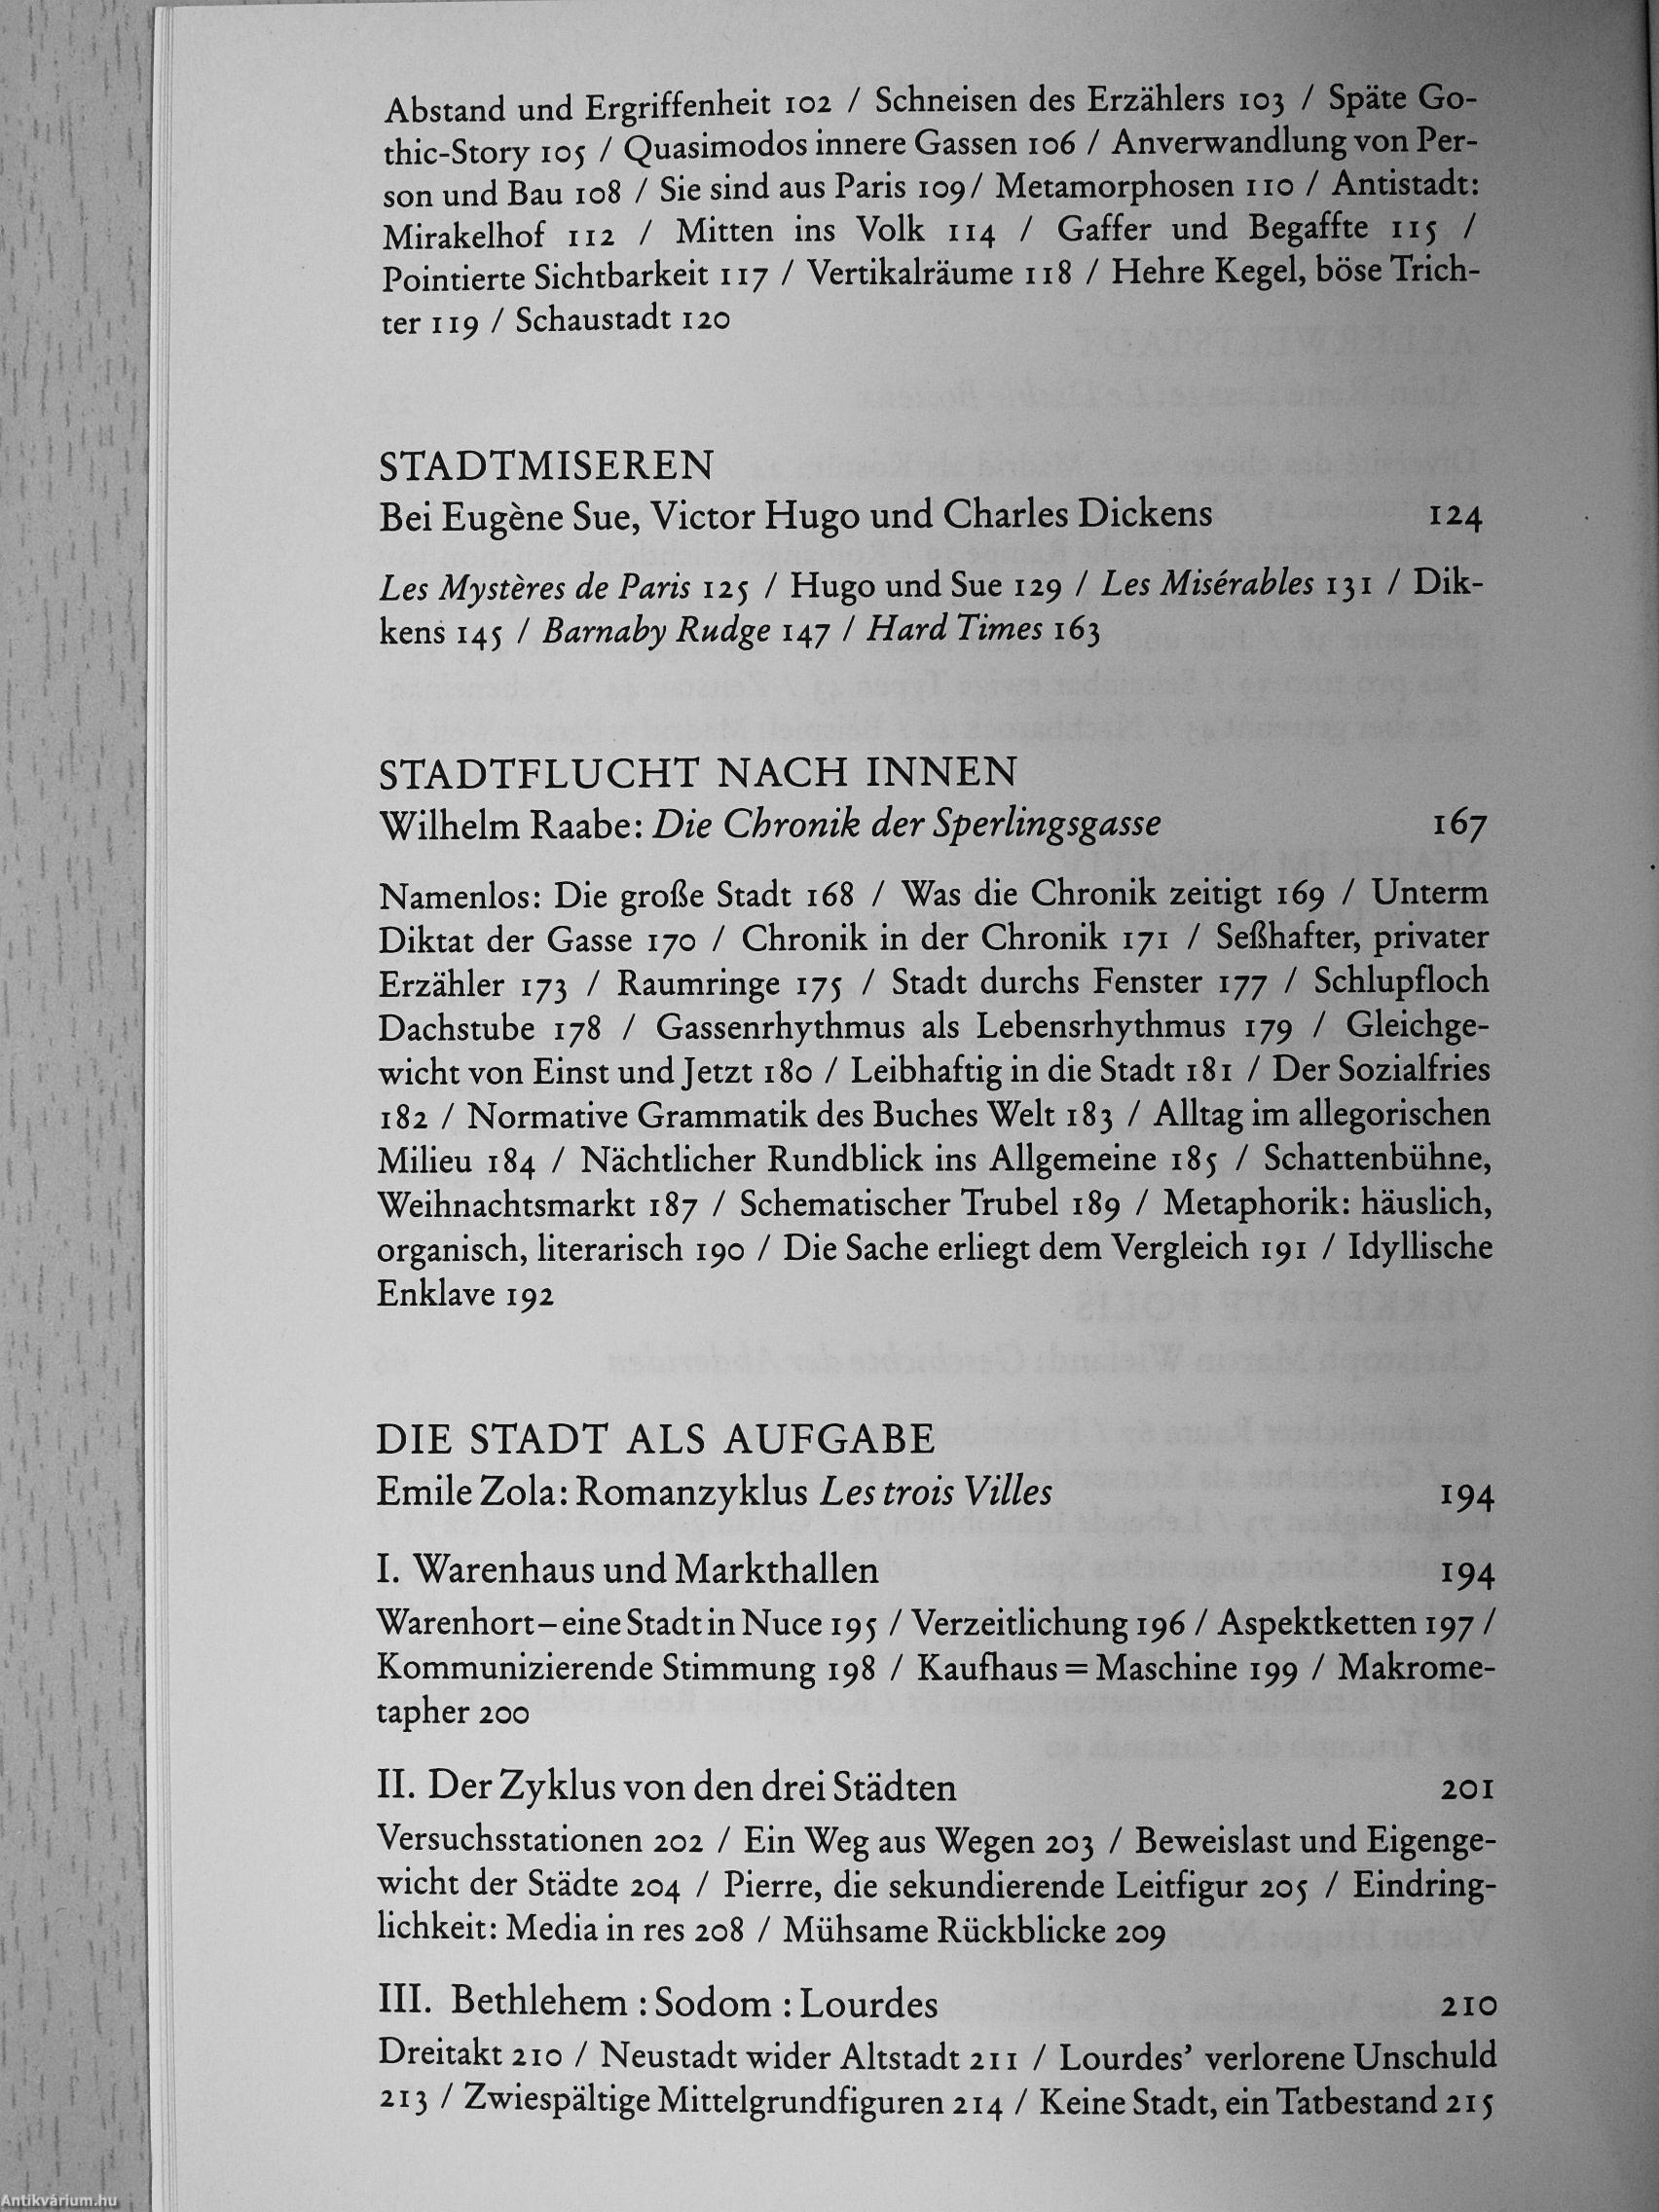 Abstand und Ergriffenheit 102 / Schneisen des Erzählers 103 / Späte Go-
thic-Story 105 / Quasimodos innere Gassen 106 / Anverwandlung von Per-
son und Bau 108 / Sie sind aus Paris 109/ Metamorphosen 110 / Antistadt:
Mirakelhof 112 / Mitten ins Volk 114 / Gaffer und Begaffte 115 /
Pointierte Sichtbarkeit 117 / Vertikalräume 118 / Hehre Kegel, böse Trich-
ter 119 / Schaustadt 120
STADTMISEREN
Bei Eugène Sue, Victor Hugo und Charles Dickens 124
Les Mystères de Paris 125 / Hugo und Sue 129 / Les Misérables 131 / Dik-
kens 145 / Barnaby Rudge 147 / Hard Times 163
STADTFLUCHT NACH INNEN
Wilhelm Raabe: Die Chronik der Sperlingsgasse 167
Namenlos: Die große Stadt 168 / Was die Chronik zeitigt 169 / Unterm
Diktat der Gasse 170 / Chronik in der Chronik 171 / Seßhafter, privater
Erzähler 173 / Raumringe 175 / Stadt durchs Fenster 177 / Schlupfloch
Dachstube 178 / Gassenrhythmus als Lebensrhythmus 179 / Gleichge-
wicht von Einst und Jetzt 180 / Leibhaftig in die Stadt 181 / Der Sozialfries
182 / Normative Grammatik des Buches Welt 183 / Alltag im allegorischen
Milieu 184 / Nächtlicher Rundblick ins Allgemeine 185 / Schattenbühne,
Weihnachtsmarkt 187 / Schematischer Trubel 189 / Metaphorik: häuslich,
organisch, literarisch 190 / Die Sache erliegt dem Vergleich 191 / Idyllische
Enklave 192
DIE STADT ALS AUFGABE
Emile Zola: Romanzyklus Les trois Villes 194
I. Warenhaus und Markthallen 194
Warenhort – eine Stadt in Nuce 195 / Verzeitlichung 196 / Aspektketten 197 /
Kommunizierende Stimmung 198 / Kaufhaus = Maschine 199 / Makrome-
tapher 200
II. Der Zyklus von den drei Städten 201
Versuchsstationen 202 / Ein Weg aus Wegen 203 / Beweislast und Eigenge-
wicht der Städte 204 / Pierre, die sekundierende Leitfigur 205 / Eindring-
lichkeit: Media in res 208 / Mühsame Rückblicke 209
III. Bethlehem : Sodom : Lourdes 210
Dreitakt 210 / Neustadt wider Altstadt 211 / Lourdes’ verlorene Unschuld
213 / Zwiespältige Mittelgrundfiguren 214 / Keine Stadt, ein Tatbestand 215
Antikvárium.hu